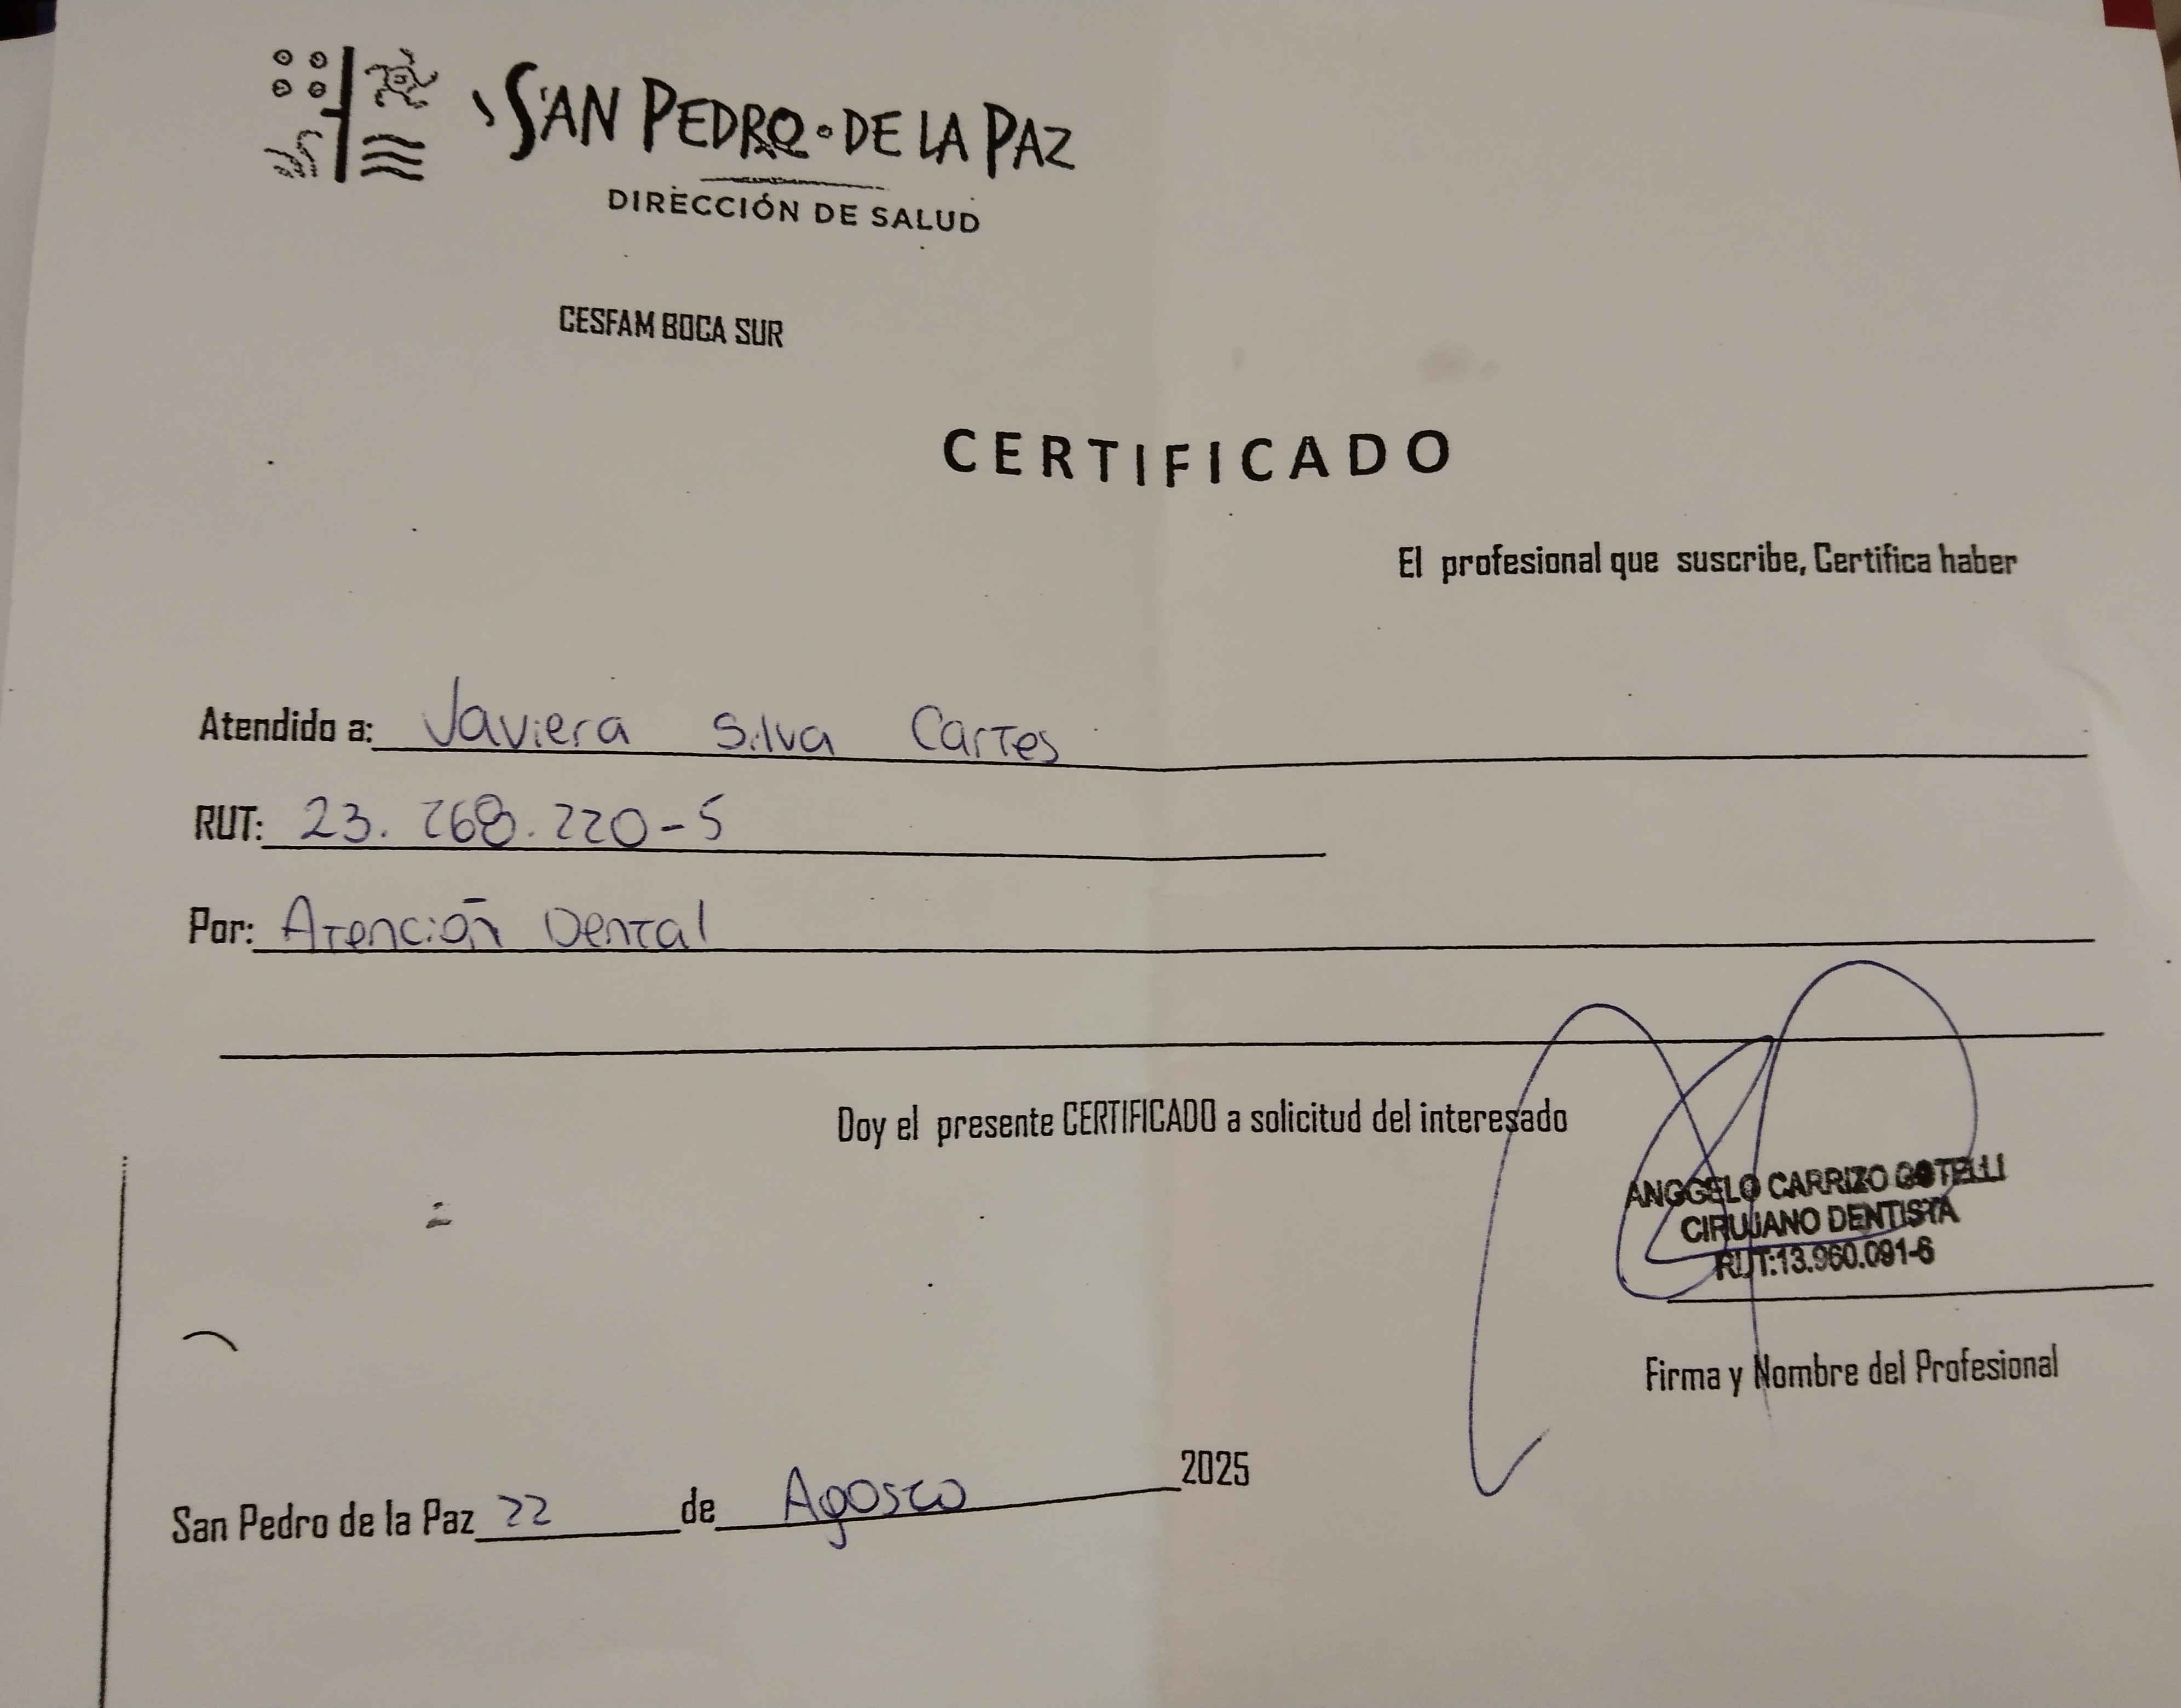 SAN PEDRO · DE LA PAZ
DIRECCIÓN DE SALUD
CESFAM BOCA SUR
CERTIFICADO
El profesional que suscribe, Certifica haber
Atendido a: Javiera Silva Cartes
RUT: 23.268.220-5
Por: Atención Dental
Doy el presente CERTIFICADO a solicitud del interesado
ANGGELO CARRIZO GOTELLI
CIRUJANO DENTISTA
RUT:13.960.091-6
Firma y Nombre del Profesional
San Pedro de la Paz 22 de Agosto 2025